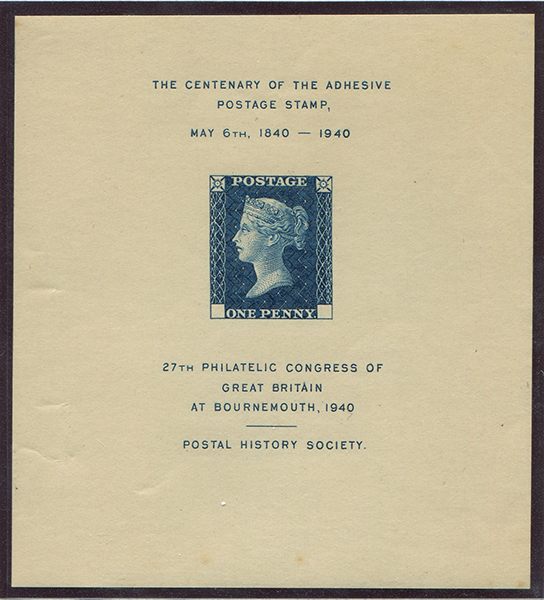 THE CENTENARY OF THE ADHESIVE
POSTAGE STAMP,
MAY 6TH, 1840 — 1940
POSTAGE
ONE PENNY.
27TH PHILATELIC CONGRESS OF
GREAT BRITAIN
AT BOURNEMOUTH, 1940
POSTAL HISTORY SOCIETY.